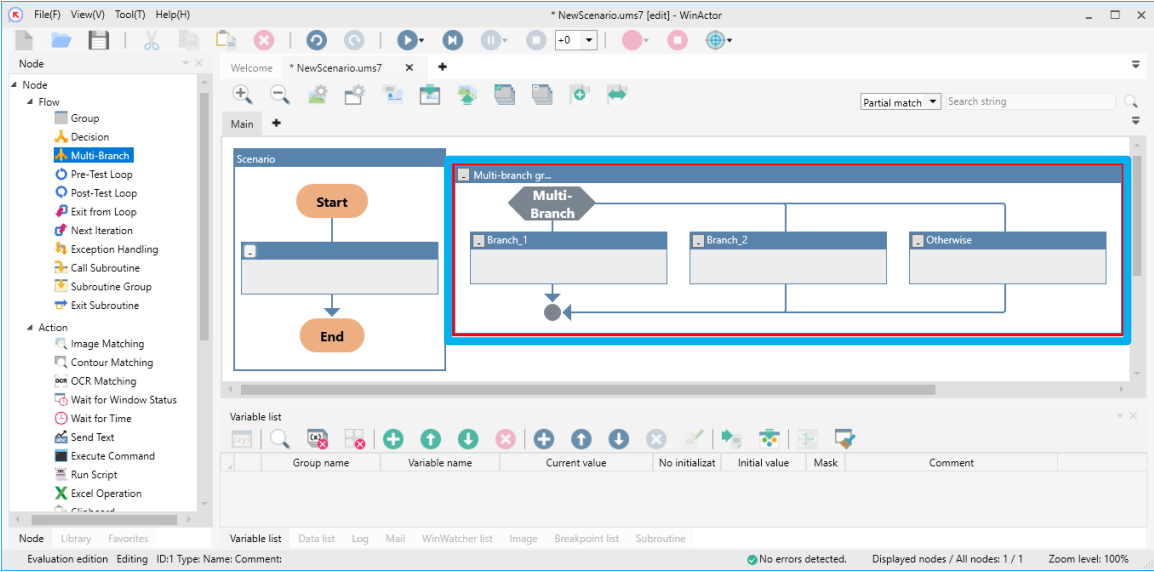 File(F) View(V) Tool(T) Help(H)
* NewScenario.ums7 [edit] - WinActor
+0
Node
Welcome * NewScenario.ums7
Node
Flow
Group
Decision
Multi-Branch
Pre-Test Loop
Post-Test Loop
Exit from Loop
Next Iteration
Exception Handling
Call Subroutine
Subroutine Group
Exit Subroutine
Action
Image Matching
Contour Matching
OCR OCR Matching
Wait for Window Status
Wait for Time
Send Text
Execute Command
Run Script
Excel Operation
Node Library Favorites
Partial match Search string
Main
Scenario
Start
End
Multi-branch gr...
Multi-
Branch
Branch_1 Branch_2 Otherwise
Variable list
Group name Variable name Current value No initializat Initial value Mask Comment
Variable list Data list Log Mail WinWatcher list Image Breakpoint list Subroutine
Evaluation edition Editing ID:1 Type: Name: Comment: No errors detected. Displayed nodes / All nodes: 1 / 1 Zoom level: 100%